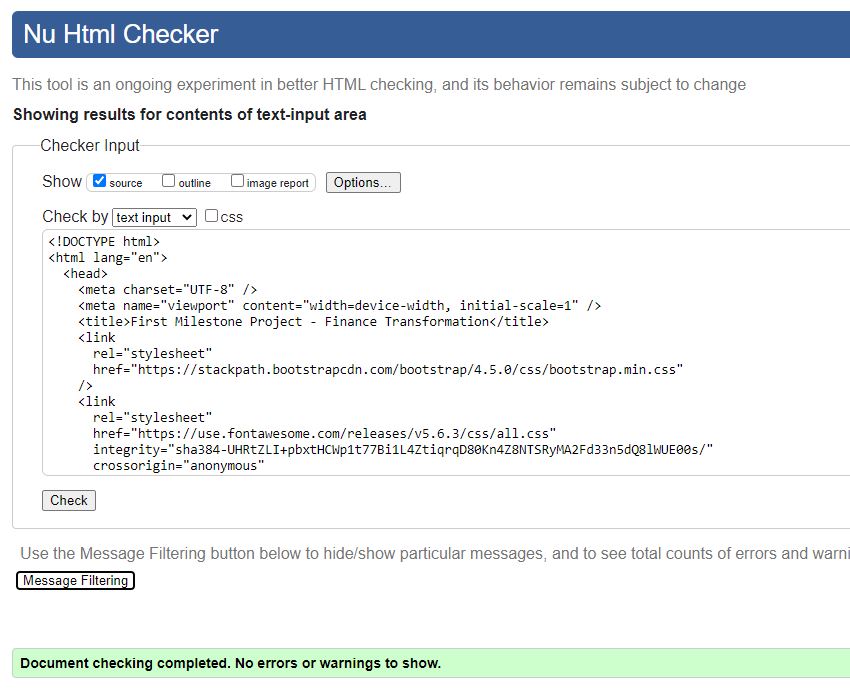 Nu Html Checker
This tool is an ongoing experiment in better HTML checking, and its behavior remains subject to change
Showing results for contents of text-input area
Checker Input
Show source outline image report Options...
Check by text input css
<!DOCTYPE html>
<html lang="en">
<head>
<meta charset="UTF-8" />
<meta name="viewport" content="width=device-width, initial-scale=1" />
<title>First Milestone Project - Finance Transformation</title>
<link
rel="stylesheet"
href="https://stackpath.bootstrapcdn.com/bootstrap/4.5.0/css/bootstrap.min.css"
/>
<link
rel="stylesheet"
href="https://use.fontawesome.com/releases/v5.6.3/css/all.css"
integrity="sha384-UHRtZLI+pbxtHCWp1t77Bi1L4ZtiqrqD80Kn4Z8NTSRyMA2Fd33n5dQ8lWUE00s/"
crossorigin="anonymous"
Check
Use the Message Filtering button below to hide/show particular messages, and to see total counts of errors and warni
Message Filtering
Document checking completed. No errors or warnings to show.